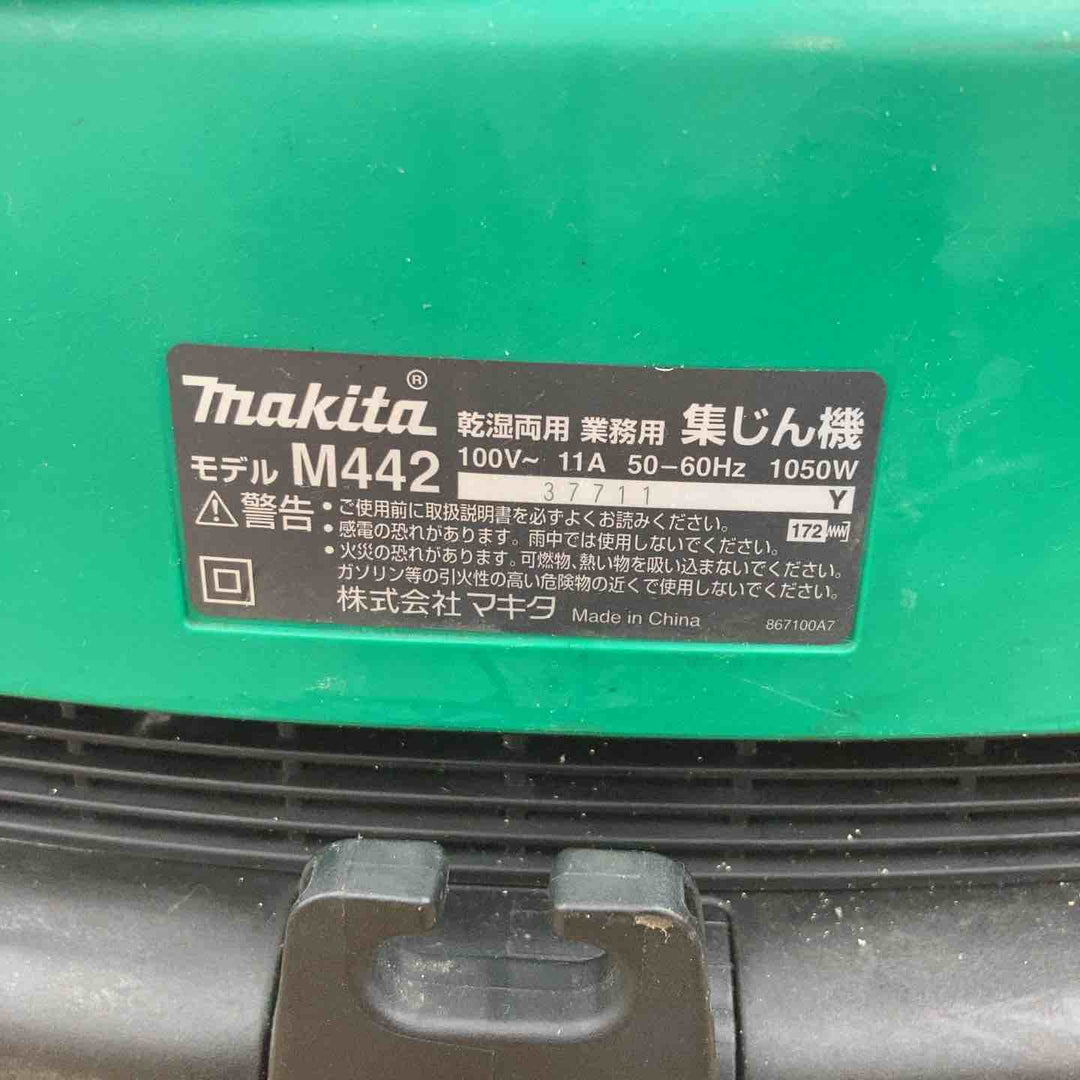 makita®
乾湿両用 業務用 集じん機
モデル M442
100V~ 11A 50-60Hz 1050W
37711 Y
⚠警告
• ご使用前に取扱説明書を必ずよくお読みください。
• 感電の恐れがあります。雨中では使用しないでください。
172
• 火災の恐れがあります。可燃物、熱い物を吸い込まないでください。
ガソリン等の引火性の高い危険物の近くで使用しないでください。
株式会社 マキタ Made in China
867100A7